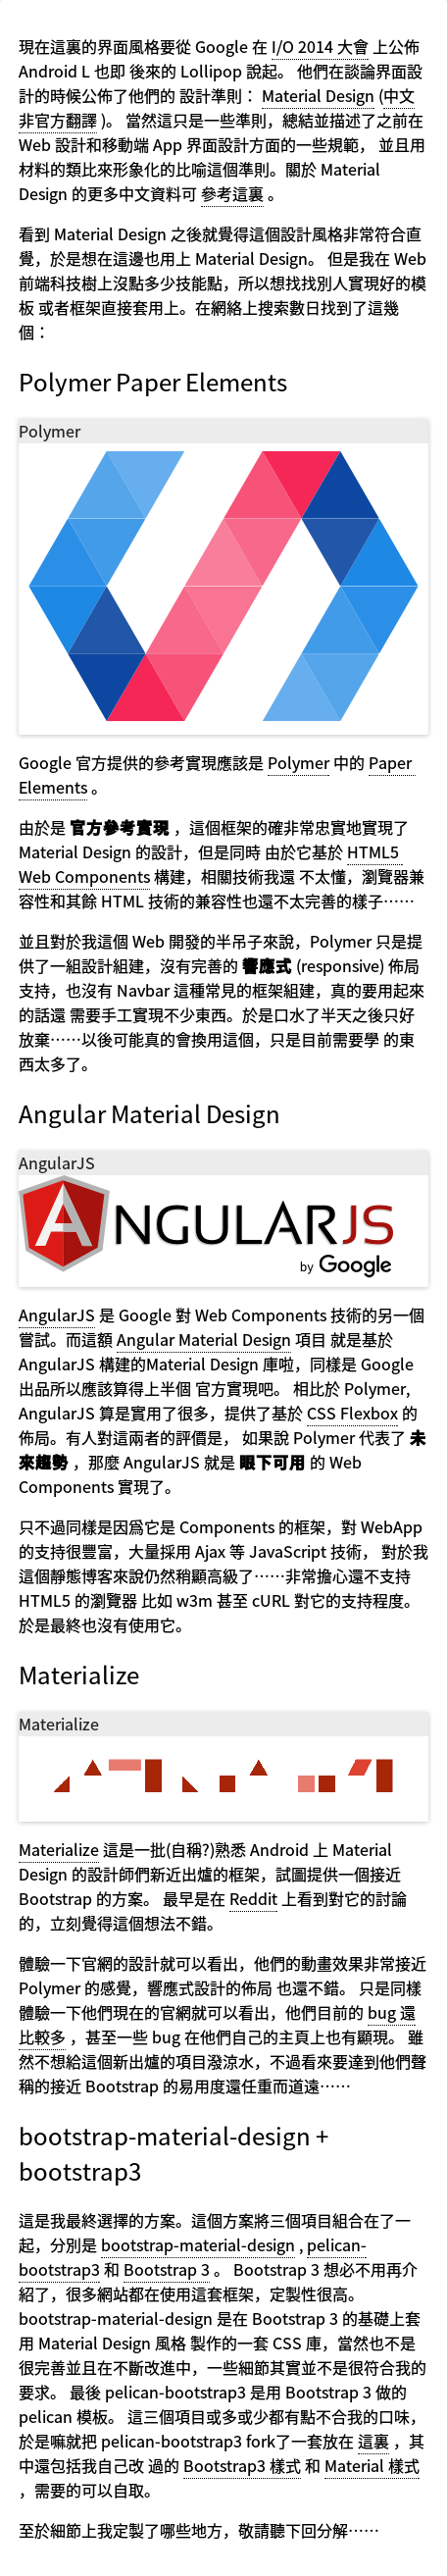 現在這裏的界面風格要從 Google 在 I/O 2014 大會 上公佈
Android L 也即 後來的 Lollipop 說起。 他們在談論界面設
計的時候公佈了他們的 設計準則： Material Design (中文
非官方翻譯 )。 當然這只是一些準則，總結並描述了之前在
Web 設計和移動端 App 界面設計方面的一些規範， 並且用
材料的類比來形象化的比喻這個準則。關於 Material
Design 的更多中文資料可 參考這裏 。
看到 Material Design 之後就覺得這個設計風格非常符合直
覺，於是想在這邊也用上 Material Design。 但是我在 Web
前端科技樹上沒點多少技能點，所以想找找別人實現好的模
板 或者框架直接套用上。在網絡上搜索數日找到了這幾
個：
Polymer Paper Elements
Polymer
Google 官方提供的參考實現應該是 Polymer 中的 Paper
Elements 。
由於是 官方參考實現 ，這個框架的確非常忠實地實現了
Material Design 的設計，但是同時 由於它基於 HTML5
Web Components 構建，相關技術我還 不太懂，瀏覽器兼
容性和其餘 HTML 技術的兼容性也還不太完善的樣子⋯⋯
並且對於我這個 Web 開發的半吊子來說，Polymer 只是提
供了一組設計組建，沒有完善的 響應式 (responsive) 佈局
支持，也沒有 Navbar 這種常見的框架組建，真的要用起來
的話還 需要手工實現不少東西。於是口水了半天之後只好
放棄⋯⋯以後可能真的會換用這個，只是目前需要學 的東
西太多了。
Angular Material Design
AngularJS
ANGULARJS
by Google
AngularJS 是 Google 對 Web Components 技術的另一個
嘗試。而這額 Angular Material Design 項目 就是基於
AngularJS 構建的Material Design 庫啦，同樣是 Google
出品所以應該算得上半個 官方實現吧。 相比於 Polymer,
AngularJS 算是實用了很多，提供了基於 CSS Flexbox 的
佈局。有人對這兩者的評價是， 如果說 Polymer 代表了 未
來趨勢 ，那麼 AngularJS 就是 眼下可用 的 Web
Components 實現了。
只不過同樣是因爲它是 Components 的框架，對 WebApp
的支持很豐富，大量採用 Ajax 等 JavaScript 技術， 對於我
這個靜態博客來說仍然稍顯高級了⋯⋯非常擔心還不支持
HTML5 的瀏覽器 比如 w3m 甚至 cURL 對它的支持程度。
於是最終也沒有使用它。
Materialize
Materialize
Materialize 這是一批(自稱?)熟悉 Android 上 Material
Design 的設計師們新近出爐的框架，試圖提供一個接近
Bootstrap 的方案。 最早是在 Reddit 上看到對它的討論
的，立刻覺得這個想法不錯。
體驗一下官網的設計就可以看出，他們的動畫效果非常接近
Polymer 的感覺，響應式設計的佈局 也還不錯。 只是同樣
體驗一下他們現在的官網就可以看出，他們目前的 bug 還
比較多 ，甚至一些 bug 在他們自己的主頁上也有顯現。 雖
然不想給這個新出爐的項目潑涼水，不過看來要達到他們聲
稱的接近 Bootstrap 的易用度還任重而道遠⋯⋯
bootstrap-material-design +
bootstrap3
這是我最終選擇的方案。這個方案將三個項目組合在了一
起，分別是 bootstrap-material-design , pelican-
bootstrap3 和 Bootstrap 3 。 Bootstrap 3 想必不用再介
紹了，很多網站都在使用這套框架，定製性很高。
bootstrap-material-design 是在 Bootstrap 3 的基礎上套
用 Material Design 風格 製作的一套 CSS 庫，當然也不是
很完善並且在不斷改進中，一些細節其實並不是很符合我的
要求。 最後 pelican-bootstrap3 是用 Bootstrap 3 做的
pelican 模板。 這三個項目或多或少都有點不合我的口味，
於是嘛就把 pelican-bootstrap3 fork了一套放在 這裏 ，其
中還包括我自己改 過的 Bootstrap3 樣式 和 Material 樣式
，需要的可以自取。
至於細節上我定製了哪些地方，敬請聽下回分解⋯⋯